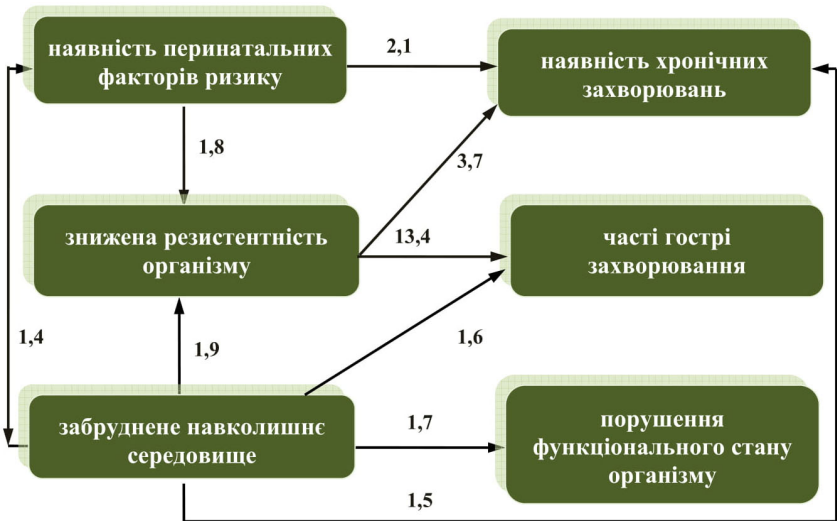 наявність перинатальних
факторів ризику
2,1
наявність хронічних
захворювань
1,8
3,7
знижена резистентність
організму
13,4
часті гострі
захворювання
1,4
1,9
1,6
забруднене навколишнє
середовище
1,7
порушення
функціонального стану
організму
1,5